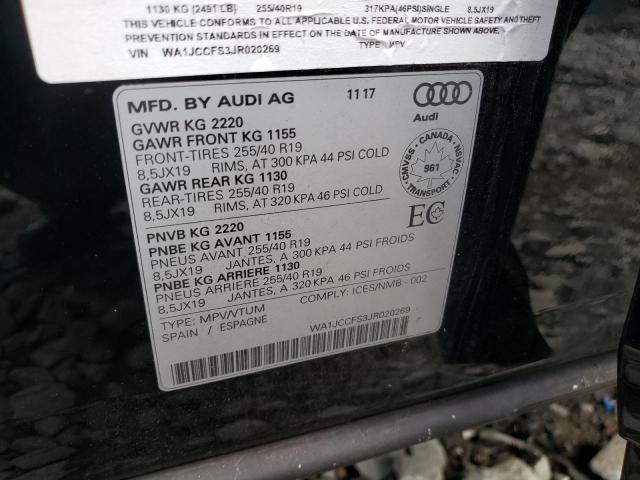 1130 KG (2491 LB) 255/40R19 317KPA(46PSI)SINGLE 8.5JX19
THIS VEHICLE CONFORMS TO ALL APPLICABLE U.S. FEDERAL MOTOR VEHICLE SAFETY
PREVENTION STANDARDS IN EFFECT ON THE DATE OF MANUFACTURE SHOWN ABOVE.
VIN WA1JCCFS3JR020269 TYPE MPV
MFD. BY AUDI AG 11 17
Audi
GVWR KG 2220
GAWR FRONT KG 1155
FRONT-TIRES 255/40 R19
8,5JX19 RIMS, AT 300 KPA 44 PSI COLD
GAWR REAR KG 1130
REAR-TIRES 255/40 R19
8,5JX19 RIMS, AT 320 KPA 46 PSI COLD
CMVSS - CANADA - NSVAC
961
TRANSPORT
EC
PNVB KG 2220
PNBE KG AVANT 1155
PNEUS AVANT 255/40 R19
8,5JX19 JANTES, A 300 KPA 44 PSI FROIDS
PNBE KG ARRIERE 1130
PNEUS ARRIERE 255/40 R19
8,5JX19 JANTES, A 320 KPA 46 PSI FROIDS
TYPE: MPV/VTUM COMPLY: ICES/NMB - 002
SPAIN / ESPAGNE
WA1JCCFS3JR020269